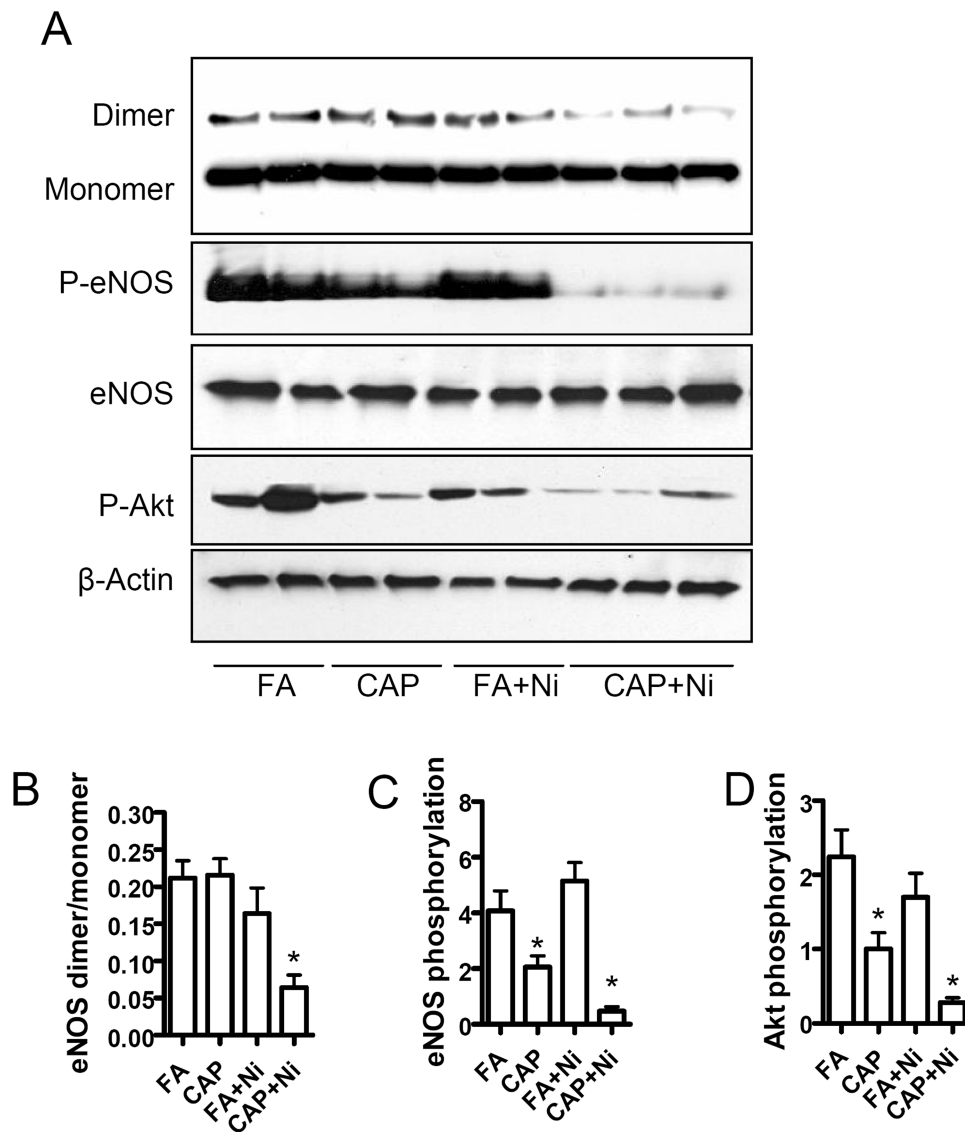 A
Dimer
Monomer
P-eNOS
eNOS
P-Akt
β-Actin
FA CAP FA+Ni CAP+Ni
B
eNOS dimer/monomer
0.30
0.25
0.20
0.15
0.10
0.05
0.00
*
FA CAP FA+Ni CAP+Ni
C
eNOS phosphorylation
8
6
4
2
0
*
*
FA CAP FA+Ni CAP+Ni
D
Akt phosphorylation
3
2
1
0
*
*
FA CAP FA+Ni CAP+Ni